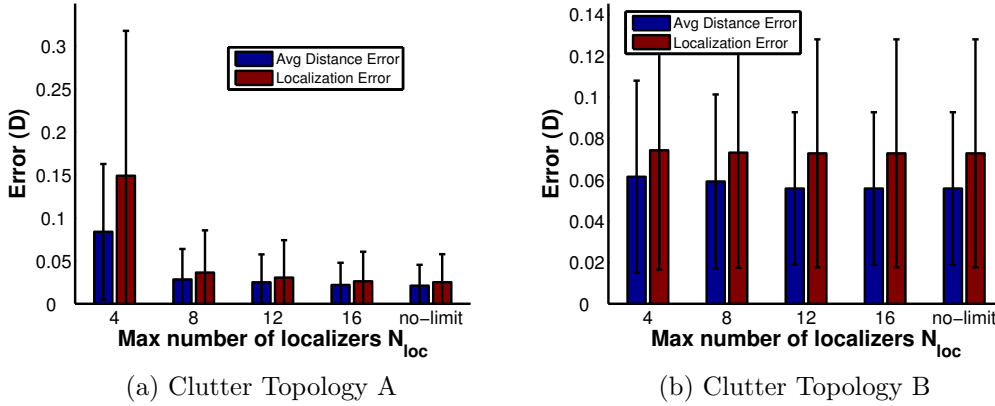 Error (D)
0.3
0.25
0.2
0.15
0.1
0.05
0
Avg Distance Error
Localization Error
4 8 12 16 no-limit
Max number of localizers N_loc
(a) Clutter Topology A
Error (D)
0.14
0.12
0.1
0.08
0.06
0.04
0.02
0
Avg Distance Error
Localization Error
4 8 12 16 no-limit
Max number of localizers N_loc
(b) Clutter Topology B